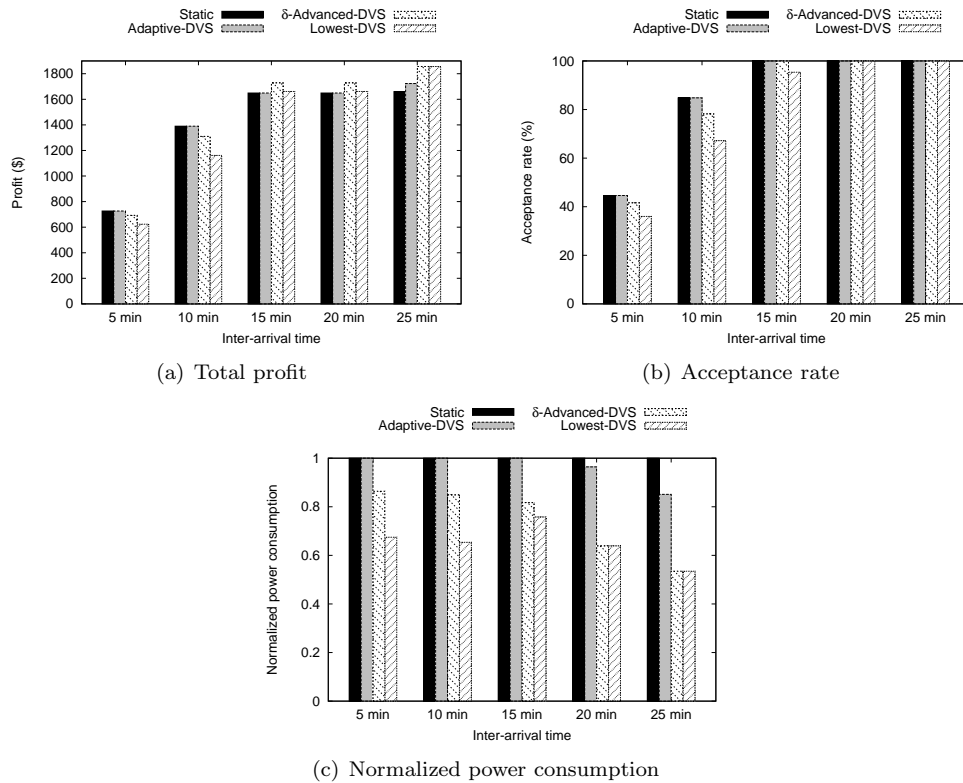 Static δ-Advanced-DVS
Adaptive-DVS Lowest-DVS
1800
1600
1400
1200
1000
800
600
400
200
0
Profit ($)
5 min 10 min 15 min 20 min 25 min
Inter-arrival time
(a) Total profit
Static δ-Advanced-DVS
Adaptive-DVS Lowest-DVS
100
80
60
40
20
0
Acceptance rate (%)
5 min 10 min 15 min 20 min 25 min
Inter-arrival time
(b) Acceptance rate
Static δ-Advanced-DVS
Adaptive-DVS Lowest-DVS
1
0.8
0.6
0.4
0.2
0
Normalized power consumption
5 min 10 min 15 min 20 min 25 min
Inter-arrival time
(c) Normalized power consumption